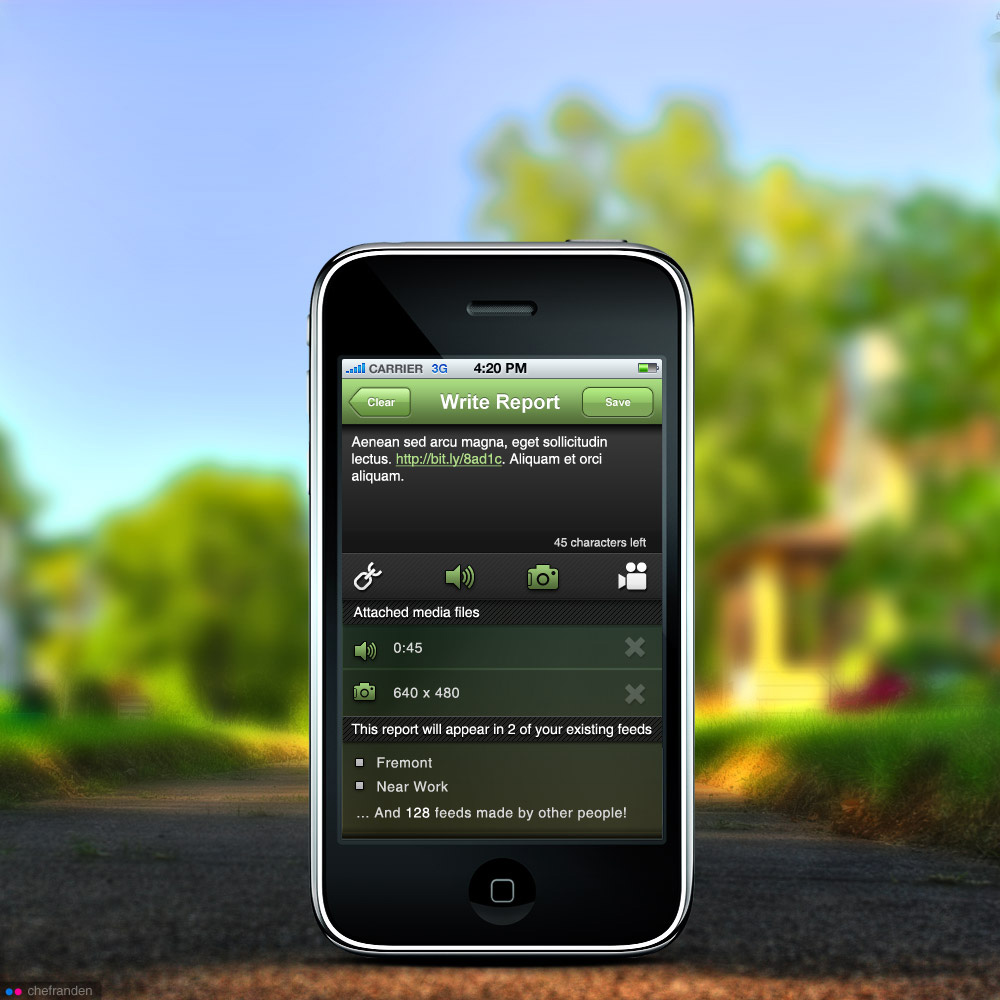 CARRIER 3G 4:20 PM
Clear Write Report Save
Aenean sed arcu magna, eget sollicitudin
lectus. http://bit.ly/8ad1c. Aliquam et orci
aliquam.
45 characters left
Attached media files
0:45
640 x 480
This report will appear in 2 of your existing feeds
Fremont
Near Work
... And 128 feeds made by other people!
chefranden